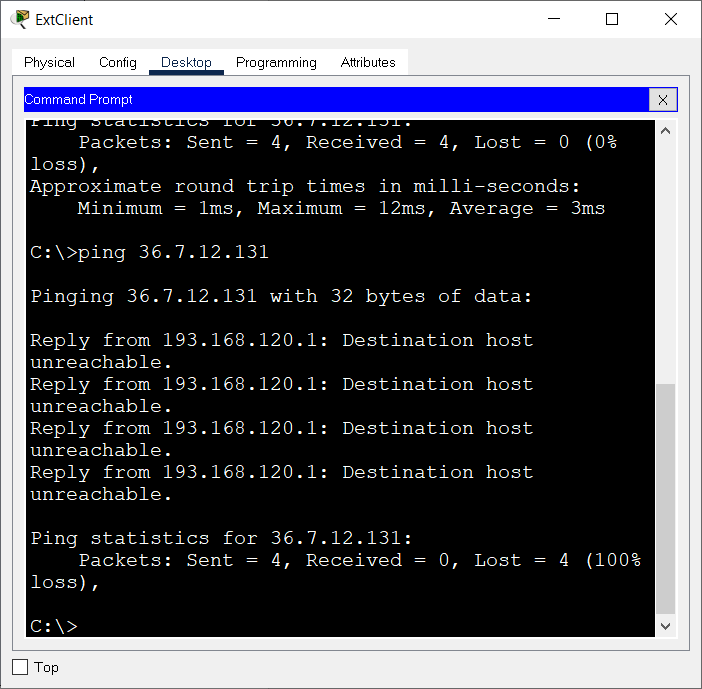 ExtClient
Physical Config Desktop Programming Attributes
Command Prompt
X
Ping statistics for 36.7.12.131:
Packets: Sent = 4, Received = 4, Lost = 0 (0%
loss),
Approximate round trip times in milli-seconds:
Minimum = 1ms, Maximum = 12ms, Average = 3ms
C:\>ping 36.7.12.131
Pinging 36.7.12.131 with 32 bytes of data:
Reply from 193.168.120.1: Destination host
unreachable.
Reply from 193.168.120.1: Destination host
unreachable.
Reply from 193.168.120.1: Destination host
unreachable.
Reply from 193.168.120.1: Destination host
unreachable.
Ping statistics for 36.7.12.131:
Packets: Sent = 4, Received = 0, Lost = 4 (100%
loss),
C:\>
Top